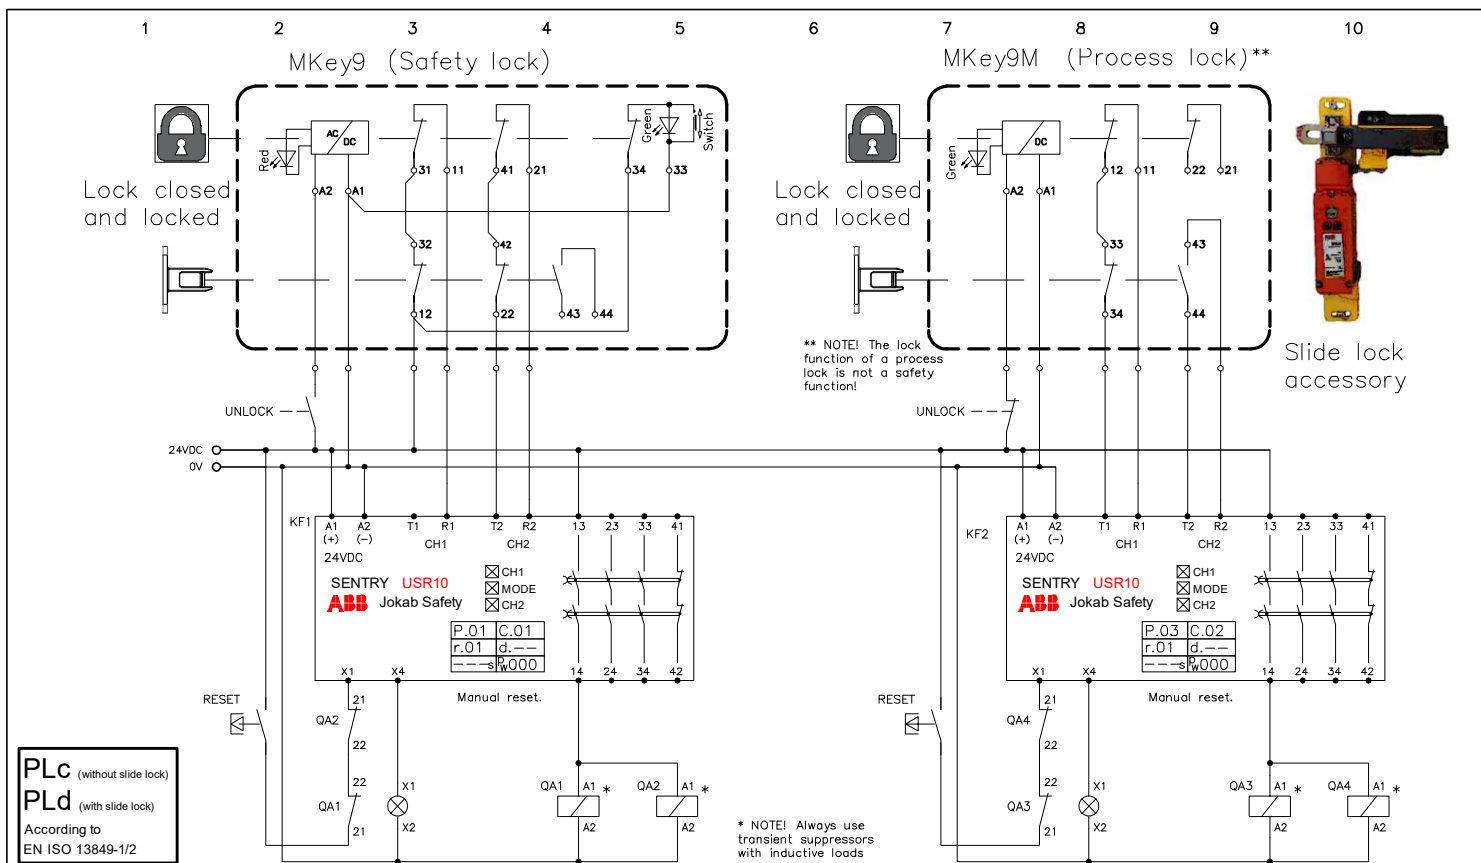 1 2 3 4 5 6 7 8 9 10
MKey9 (Safety lock)
MKey9M (Process lock)**
AC
DC
Red
Green
Switch
31 11 41 21 34 33
A2 A1
Lock closed
and locked
32 42
12 22 43 44
AC
DC
Green
12 11 22 21
A2 A1
Lock closed
and locked
33 43
34 44
** NOTE! The lock
function of a process
lock is not a safety
function!
Slide lock
accessory
UNLOCK
UNLOCK
24VDC
0V
KF1
A1 A2 T1 R1 T2 R2 13 23 33 41
(+) (-) CH1 CH2
24VDC
SENTRY USR10
ABB Jokab Safety
CH1
MODE
CH2
P.01 C.01
r.01 d.--
---s Pw000
X1 X4 14 24 34 42
Manual reset.
KF2
A1 A2 T1 R1 T2 R2 13 23 33 41
(+) (-) CH1 CH2
24VDC
SENTRY USR10
ABB Jokab Safety
CH1
MODE
CH2
P.03 C.02
r.01 d.--
---s Pw000
X1 X4 14 24 34 42
Manual reset.
RESET
21
QA2
22
22
QA1
21
X1
X2
QA1 A1 *
A2
QA2 A1 *
A2
RESET
21
QA4
22
22
QA3
21
X1
X2
QA3 A1 *
A2
QA4 A1 *
A2
* NOTE! Always use
transient suppressors
with inductive loads
PLc (without slide lock)
PLd (with slide lock)
According to
EN ISO 13849-1/2